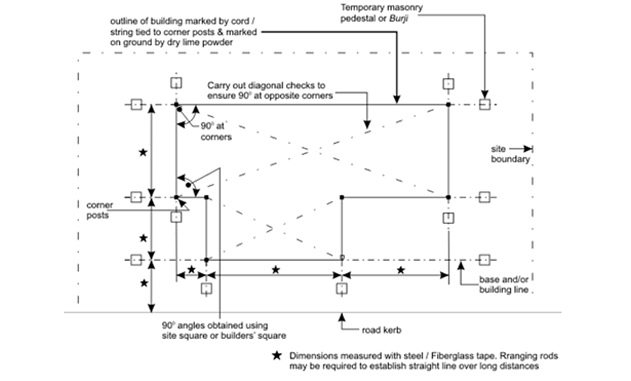 Temporary masonry
pedestal or Burji
outline of building marked by cord /
string tied to corner posts & marked
on ground by dry lime powder
Carry out diagonal checks to
ensure 90° at opposite corners
90° at
corners
site
boundary
corner
posts
base and/or
building line
90° angles obtained using
site square or builders' square
road kerb
★ Dimensions measured with steel / Fiberglass tape. Rranging rods
may be required to establish straight line over long distances